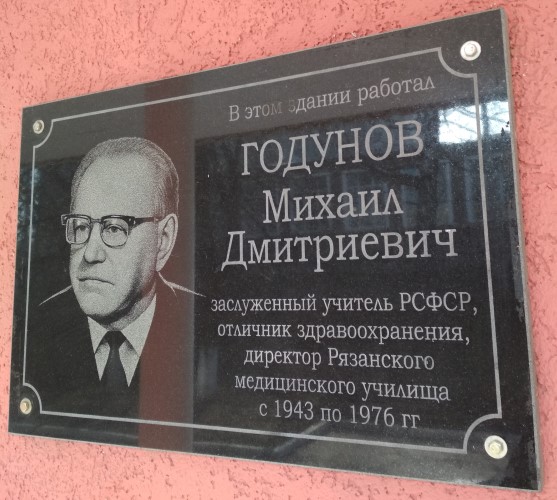 В этом здании работал
ГОДУНОВ
Михаил
Дмитриевич
заслуженный учитель РСФСР,
отличник здравоохранения,
директор Рязанского
медицинского училища
с 1943 по 1976 гг